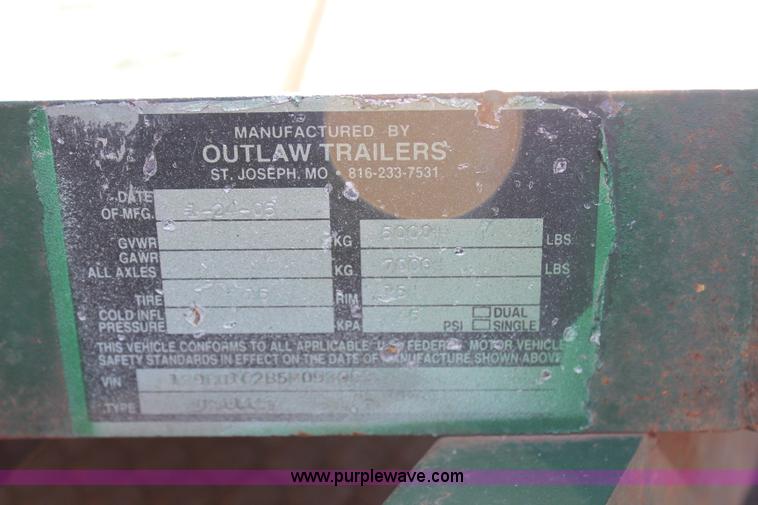 MANUFACTURED BY
OUTLAW TRAILERS
ST. JOSEPH, MO • 816-233-7531
DATE
OF MFG.
GVWR KG LBS
GAWR
ALL AXLES KG 7000# LBS
TIRE RIM 15
COLD INFL
PRESSURE KPA PSI DUAL
SINGLE
THIS VEHICLE CONFORMS TO ALL APPLICABLE U.S. FEDERAL MOTOR VEHICLE
SAFETY STANDARDS IN EFFECT ON THE DATE OF MANUFACTURE SHOWN ABOVE
VIN
TYPE
www.purplewave.com